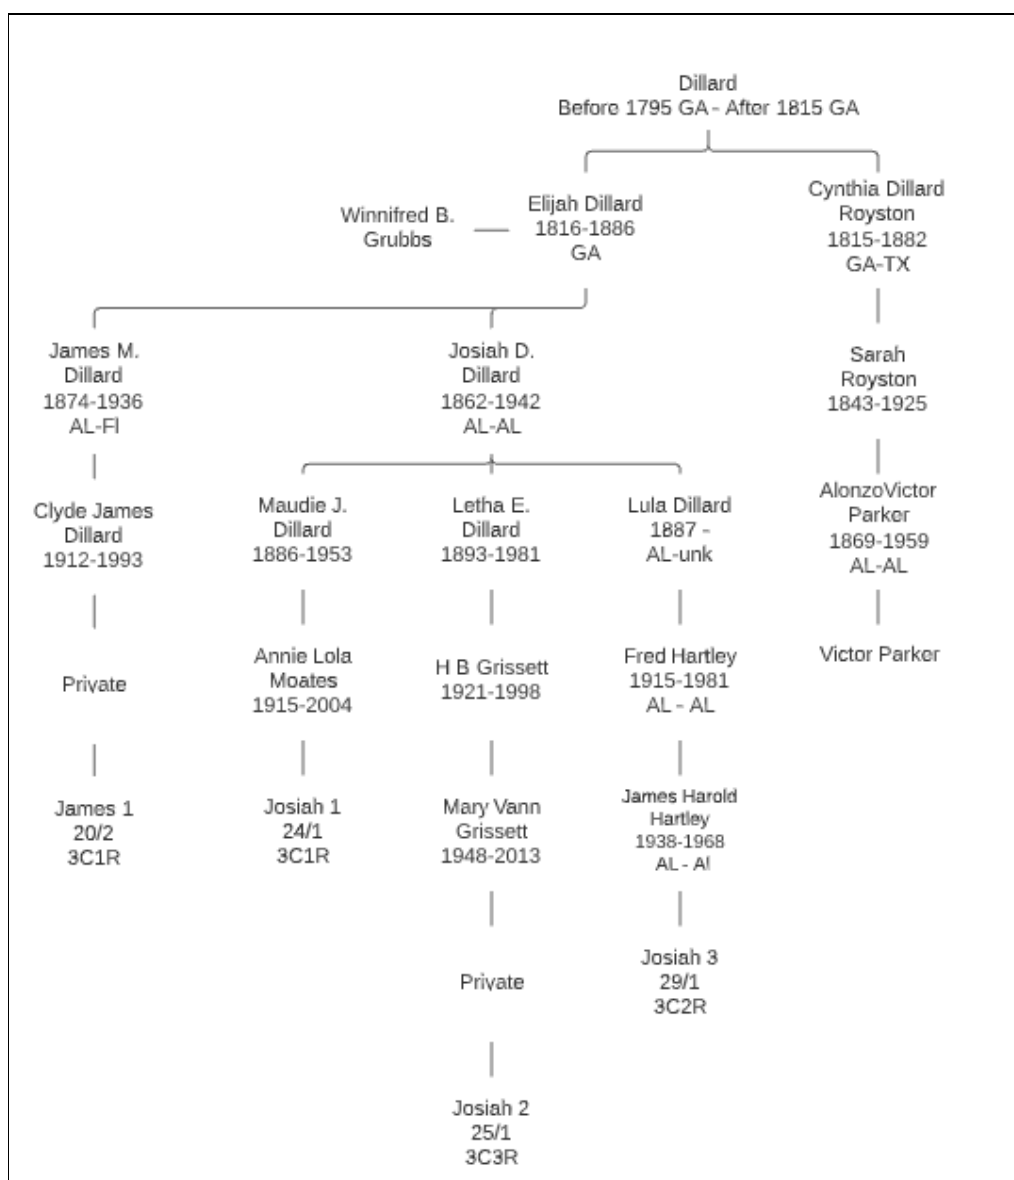 Dillard
Before 1795 GA - After 1815 GA
Winnifred B.
Grubbs
Elijah Dillard
1816-1886
GA
Cynthia Dillard
Royston
1815-1882
GA-TX
James M.
Dillard
1874-1936
AL-Fl
Josiah D.
Dillard
1862-1942
AL-AL
Sarah
Royston
1843-1925
Clyde James
Dillard
1912-1993
Maudie J.
Dillard
1886-1953
Letha E.
Dillard
1893-1981
Lula Dillard
1887 -
AL-unk
AlonzoVictor
Parker
1869-1959
AL-AL
Private
Annie Lola
Moates
1915-2004
H B Grissett
1921-1998
Fred Hartley
1915-1981
AL - AL
Victor Parker
James 1
20/2
3C1R
Josiah 1
24/1
3C1R
Mary Vann
Grissett
1948-2013
James Harold
Hartley
1938-1968
AL - Al
Private
Josiah 3
29/1
3C2R
Josiah 2
25/1
3C3R